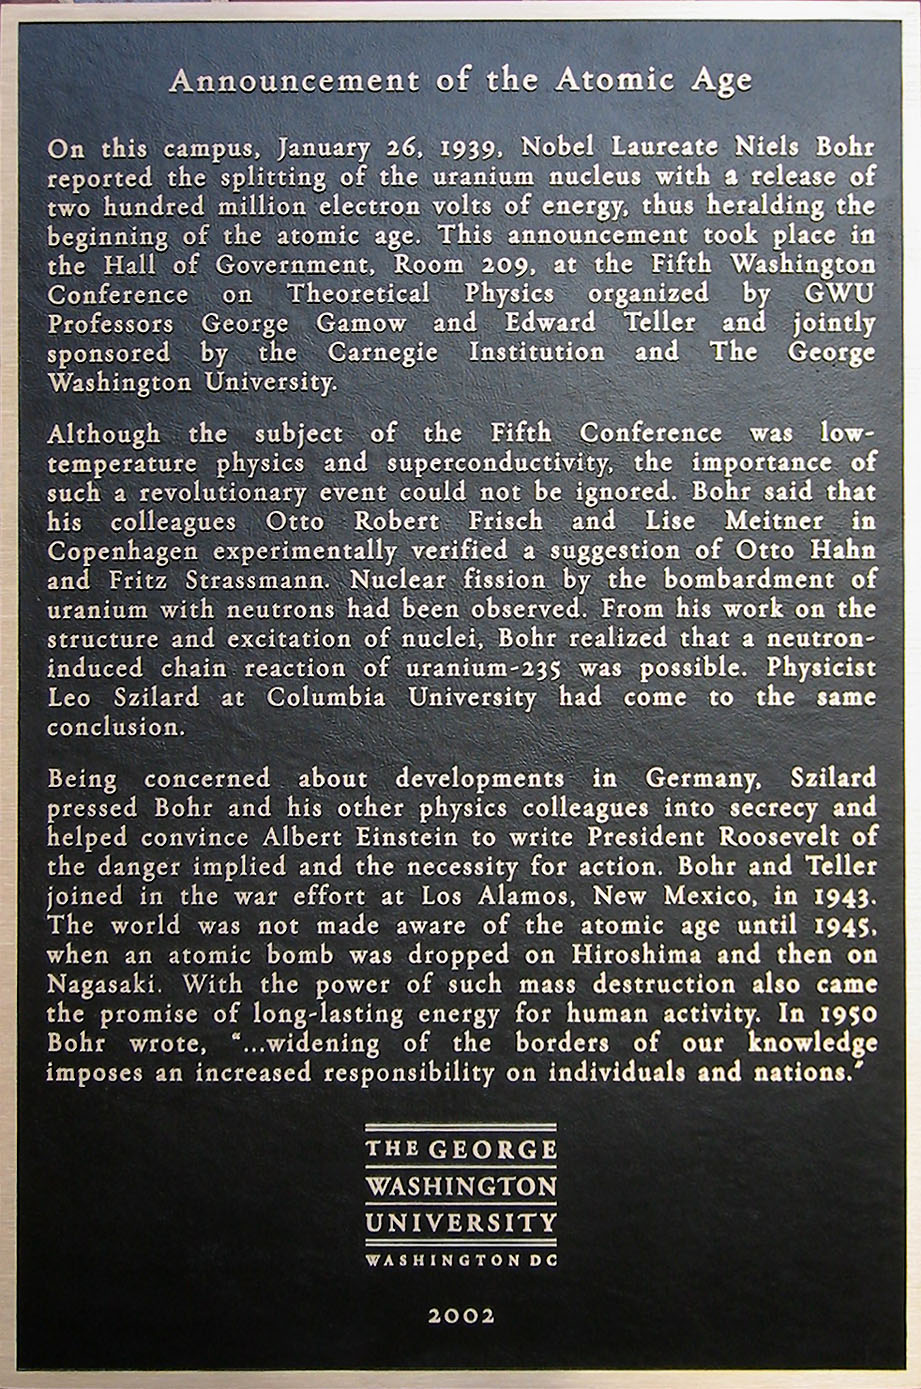 Announcement of the Atomic Age
On this campus, January 26, 1939, Nobel Laureate Niels Bohr
reported the splitting of the uranium nucleus with a release of
two hundred million electron volts of energy, thus heralding the
beginning of the atomic age. This announcement took place in
the Hall of Government, Room 209, at the Fifth Washington
Conference on Theoretical Physics organized by GWU
Professors George Gamow and Edward Teller and jointly
sponsored by the Carnegie Institution and The George
Washington University.
Although the subject of the Fifth Conference was low-
temperature physics and superconductivity, the importance of
such a revolutionary event could not be ignored. Bohr said that
his colleagues Otto Robert Frisch and Lise Meitner in
Copenhagen experimentally verified a suggestion of Otto Hahn
and Fritz Strassmann. Nuclear fission by the bombardment of
uranium with neutrons had been observed. From his work on the
structure and excitation of nuclei, Bohr realized that a neutron-
induced chain reaction of uranium-235 was possible. Physicist
Leo Szilard at Columbia University had come to the same
conclusion.
Being concerned about developments in Germany, Szilard
pressed Bohr and his other physics colleagues into secrecy and
helped convince Albert Einstein to write President Roosevelt of
the danger implied and the necessity for action. Bohr and Teller
joined in the war effort at Los Alamos, New Mexico, in 1943.
The world was not made aware of the atomic age until 1945,
when an atomic bomb was dropped on Hiroshima and then on
Nagasaki. With the power of such mass destruction also came
the promise of long-lasting energy for human activity. In 1950
Bohr wrote, "...widening of the borders of our knowledge
imposes an increased responsibility on individuals and nations."
THE GEORGE
WASHINGTON
UNIVERSITY
WASHINGTON DC
2002